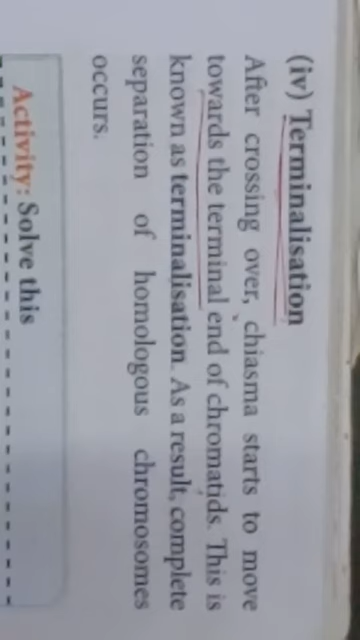 (iv) Terminalisation
After crossing over, chiasma starts to move
towards the terminal end of chromatids. This is
known as terminalisation. As a result, complete
separation of homologous chromosomes
occurs.
Activity: Solve this